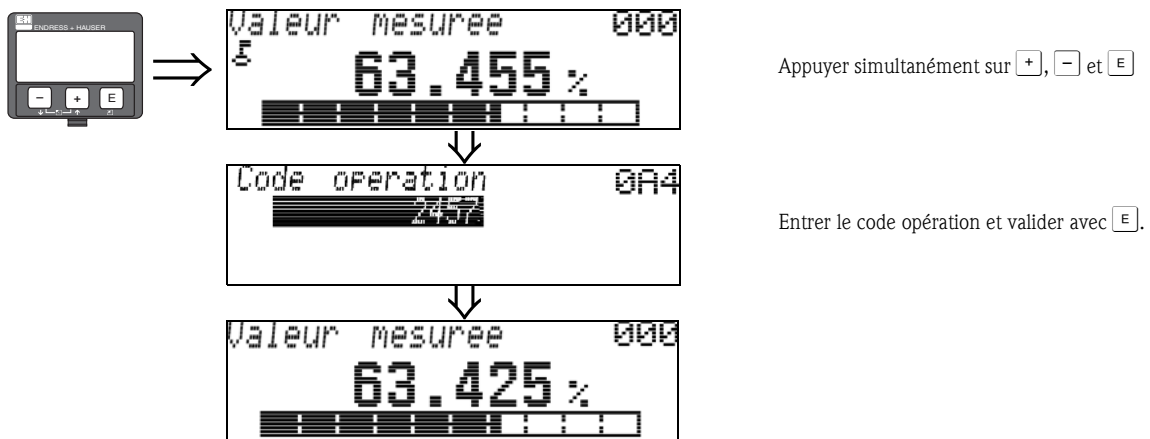 E+H
ENDRESS + HAUSER
- + E
Valeur mesuree 000
63.455 %
Appuyer simultanément sur +, - et E
Code operation 0A4
2457.
Entrer le code opération et valider avec E.
Valeur mesuree 000
63.425 %